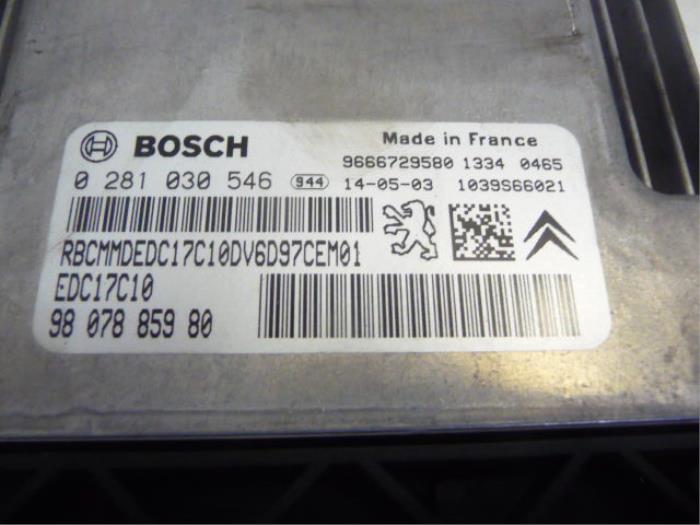 BOSCH Made in France
9666729580 1334 0465
0 281 030 546 944 14-05-03 1039S66021
RBCMMDEDC17C10DV6D97CEM01
EDC17C10
98 078 859 80